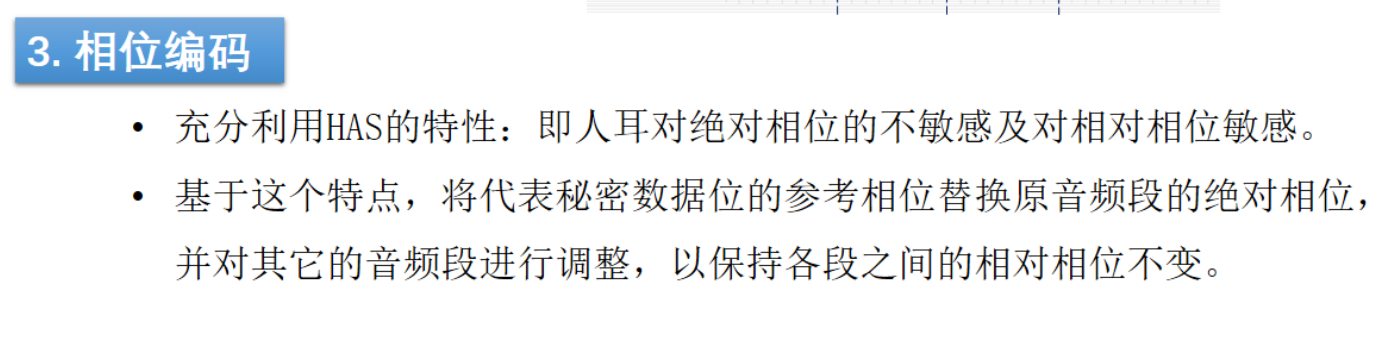 3. 相位编码
• 充分利用HAS的特性：即人耳对绝对相位的不敏感及对相对相位敏感。
• 基于这个特点，将代表秘密数据位的参考相位替换原音频段的绝对相位，
并对其它的音频段进行调整，以保持各段之间的相对相位不变。